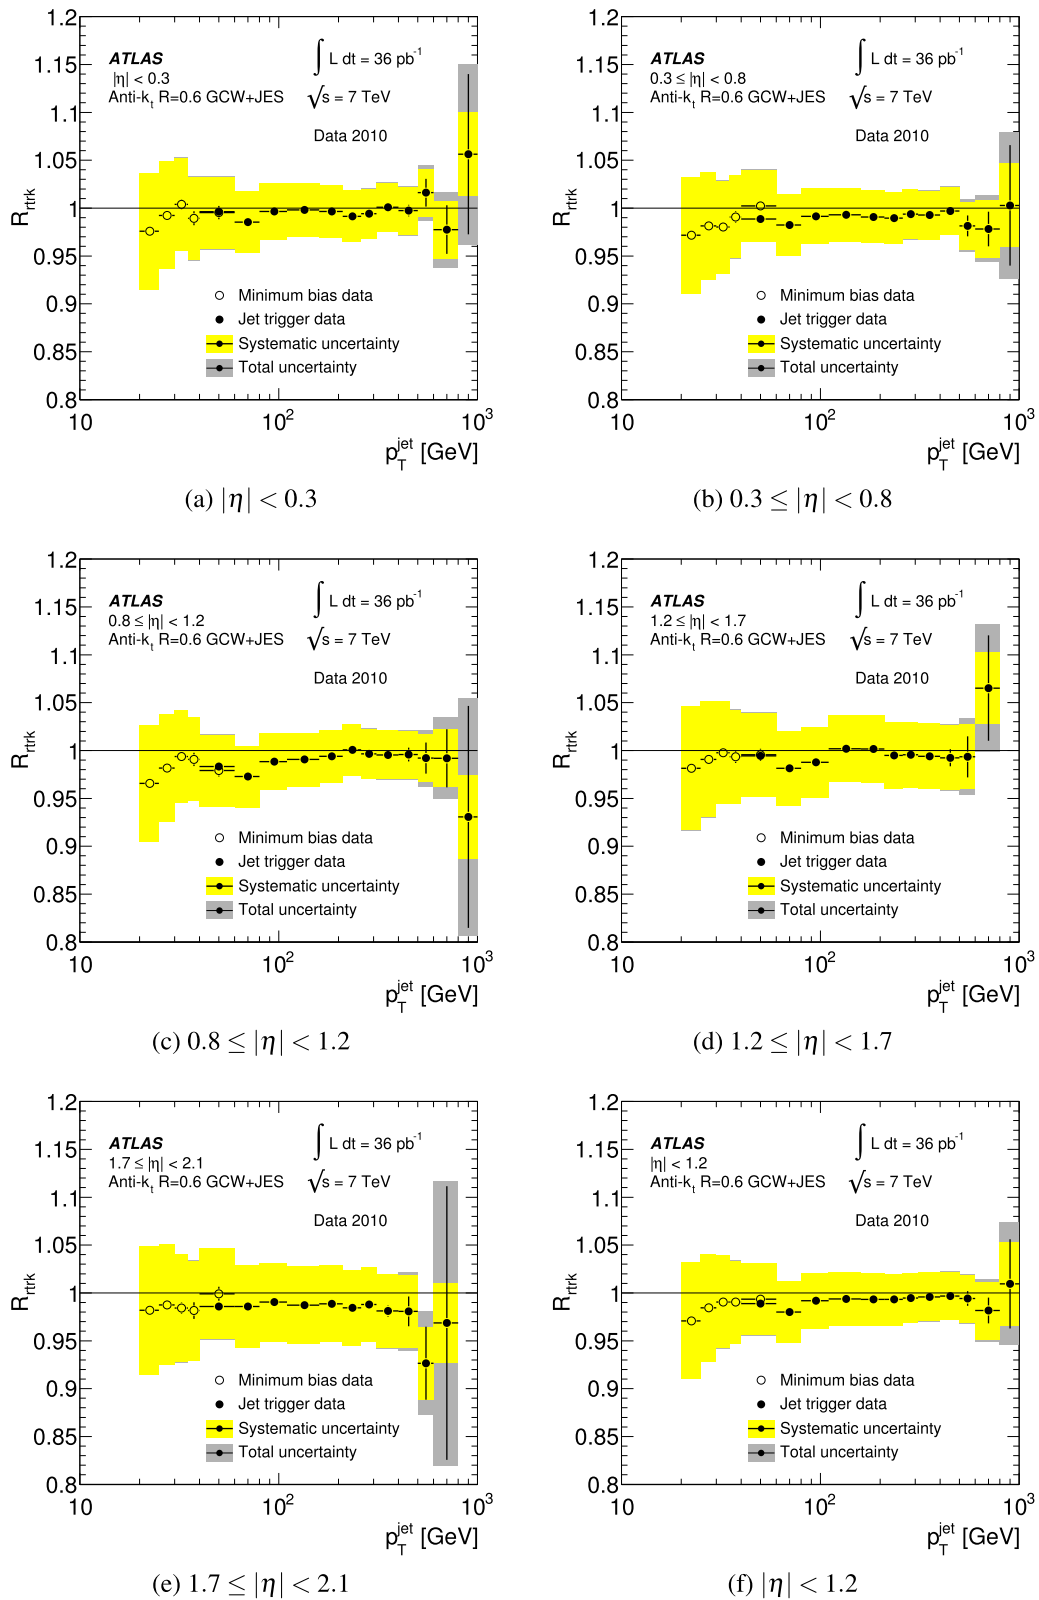 1.2
1.15
1.1
1.05
1
0.95
0.9
0.85
0.8
R_rtrk
ATLAS
|η| < 0.3
Anti-k_t R=0.6 GCW+JES
∫ L dt = 36 pb^-1
√s = 7 TeV
Data 2010
Minimum bias data
Jet trigger data
Systematic uncertainty
Total uncertainty
10 10^2 10^3
p_T^jet [GeV]
(a) |η| < 0.3
1.2
1.15
1.1
1.05
1
0.95
0.9
0.85
0.8
R_rtrk
ATLAS
0.3 ≤ |η| < 0.8
Anti-k_t R=0.6 GCW+JES
∫ L dt = 36 pb^-1
√s = 7 TeV
Data 2010
Minimum bias data
Jet trigger data
Systematic uncertainty
Total uncertainty
10 10^2 10^3
p_T^jet [GeV]
(b) 0.3 ≤ |η| < 0.8
1.2
1.15
1.1
1.05
1
0.95
0.9
0.85
0.8
R_rtrk
ATLAS
0.8 ≤ |η| < 1.2
Anti-k_t R=0.6 GCW+JES
∫ L dt = 36 pb^-1
√s = 7 TeV
Data 2010
Minimum bias data
Jet trigger data
Systematic uncertainty
Total uncertainty
10 10^2 10^3
p_T^jet [GeV]
(c) 0.8 ≤ |η| < 1.2
1.2
1.15
1.1
1.05
1
0.95
0.9
0.85
0.8
R_rtrk
ATLAS
1.2 ≤ |η| < 1.7
Anti-k_t R=0.6 GCW+JES
∫ L dt = 36 pb^-1
√s = 7 TeV
Data 2010
Minimum bias data
Jet trigger data
Systematic uncertainty
Total uncertainty
10 10^2 10^3
p_T^jet [GeV]
(d) 1.2 ≤ |η| < 1.7
1.2
1.15
1.1
1.05
1
0.95
0.9
0.85
0.8
R_rtrk
ATLAS
1.7 ≤ |η| < 2.1
Anti-k_t R=0.6 GCW+JES
∫ L dt = 36 pb^-1
√s = 7 TeV
Data 2010
Minimum bias data
Jet trigger data
Systematic uncertainty
Total uncertainty
10 10^2 10^3
p_T^jet [GeV]
(e) 1.7 ≤ |η| < 2.1
1.2
1.15
1.1
1.05
1
0.95
0.9
0.85
0.8
R_rtrk
ATLAS
|η| < 1.2
Anti-k_t R=0.6 GCW+JES
∫ L dt = 36 pb^-1
√s = 7 TeV
Data 2010
Minimum bias data
Jet trigger data
Systematic uncertainty
Total uncertainty
10 10^2 10^3
p_T^jet [GeV]
(f) |η| < 1.2